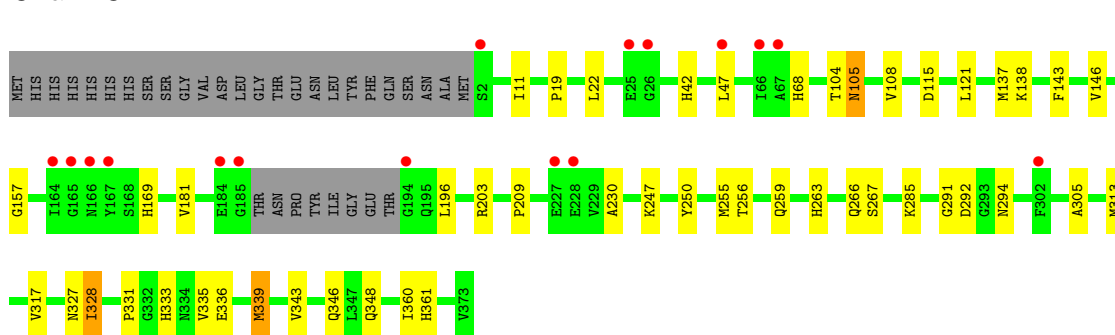 MET HIS HIS HIS HIS HIS HIS SER SER GLY VAL ASP LEU GLY THR GLU ASN LEU TYR PHE GLN SER ASN ALA MET S2 I11 P19 L22 E25 G26 H42 L47 I66 A67 H68 T104 N105 V108 D115 L121 M137 K138 F143 V146
G157 I164 G165 N166 Y167 S168 H169 V181 E184 G185 THR ASN PRO TYR ILE GLY GLU THR G194 Q195 L196 R203 P209 E227 E228 V229 A230 K247 Y250 M255 T256 Q259 H263 Q266 S267 K285 G291 D292 G293 N294 F302 A305
V317 N327 I328 P331 G332 H333 N334 V335 E336 M339 V343 Q346 L347 Q348 I360 H361 V373